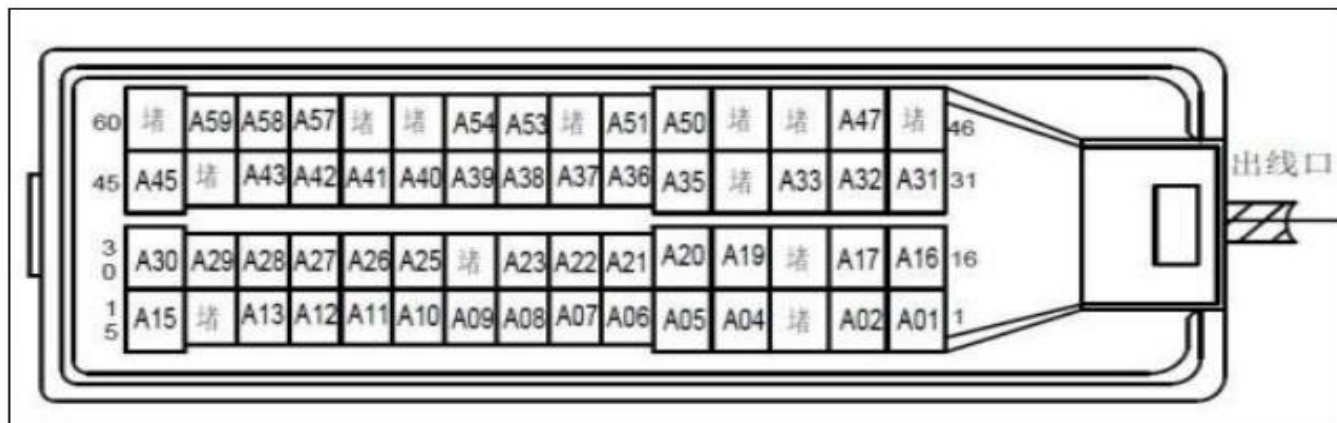 60 堵 A59 A58 A57 堵 堵 A54 A53 堵 A51 A50 堵 堵 A47 堵 46
45 A45 堵 A43 A42 A41 A40 A39 A38 A37 A36 A35 堵 A33 A32 A31 31
出线口
30 A30 A29 A28 A27 A26 A25 堵 A23 A22 A21 A20 A19 堵 A17 A16 16
15 A15 堵 A13 A12 A11 A10 A09 A08 A07 A06 A05 A04 堵 A02 A01 1